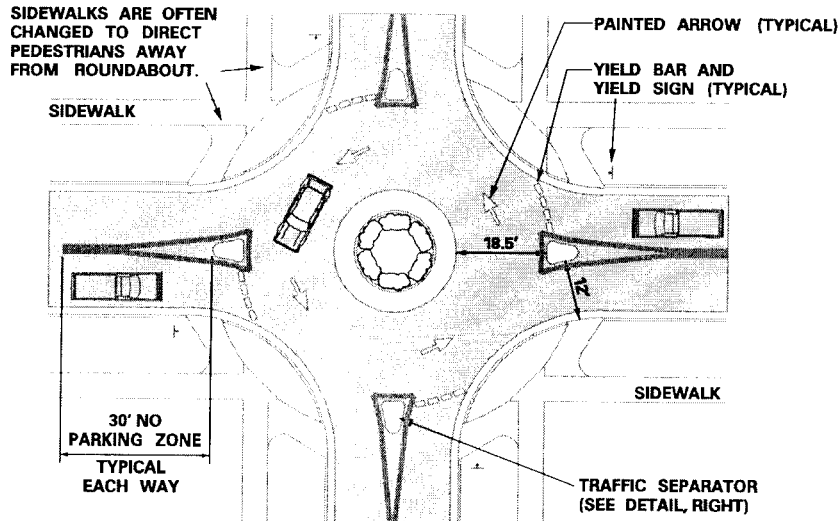 SIDEWALKS ARE OFTEN
CHANGED TO DIRECT
PEDESTRIANS AWAY
FROM ROUNDABOUT.
SIDEWALK
PAINTED ARROW (TYPICAL)
YIELD BAR AND
YIELD SIGN (TYPICAL)
18.5'
12'
SIDEWALK
30' NO
PARKING ZONE
TYPICAL
EACH WAY
TRAFFIC SEPARATOR
(SEE DETAIL, RIGHT)